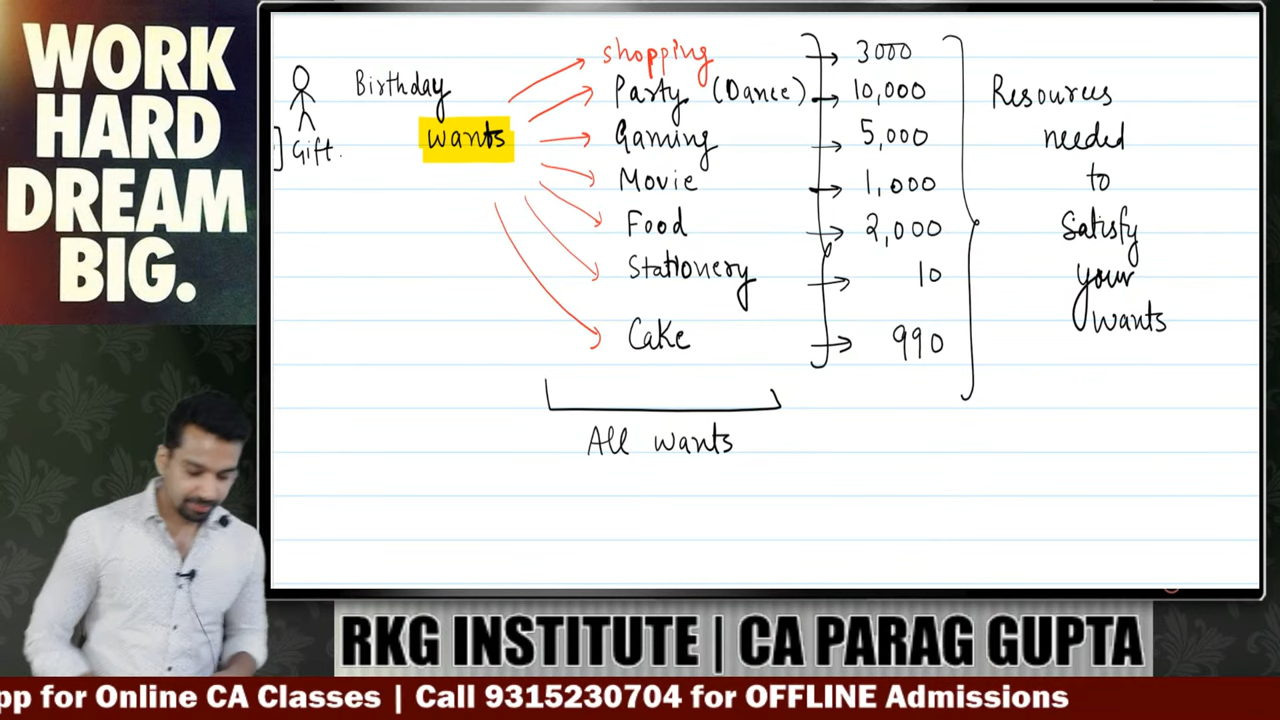 WORK
HARD
DREAM
BIG.
Birthday
wants
Gift.
shopping → 3000
Party (Dance) → 10,000
Gaming → 5,000
Movie → 1,000
Food → 2,000
Stationery → 10
Cake → 990
All wants
Resources
needed
to
Satisfy
your
wants
RKG INSTITUTE | CA PARAG GUPTA
pp for Online CA Classes | Call 9315230704 for OFFLINE Admissions